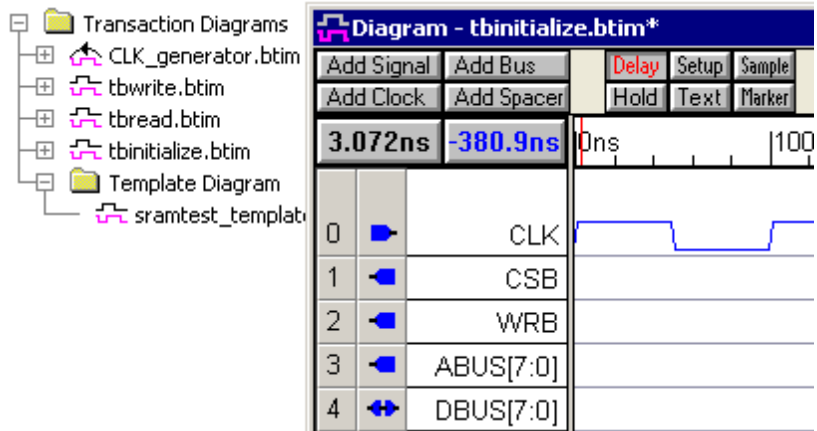 Transaction Diagrams
CLK_generator.btim
tbwrite.btim
tbread.btim
tbinitialize.btim
Template Diagram
sramtest_template
Diagram - tbinitialize.btim*
Add Signal Add Bus Delay Setup Sample
Add Clock Add Spacer Hold Text Marker
3.072ns -380.9ns 0ns 100
0 CLK
1 CSB
2 WRB
3 ABUS[7:0]
4 DBUS[7:0]